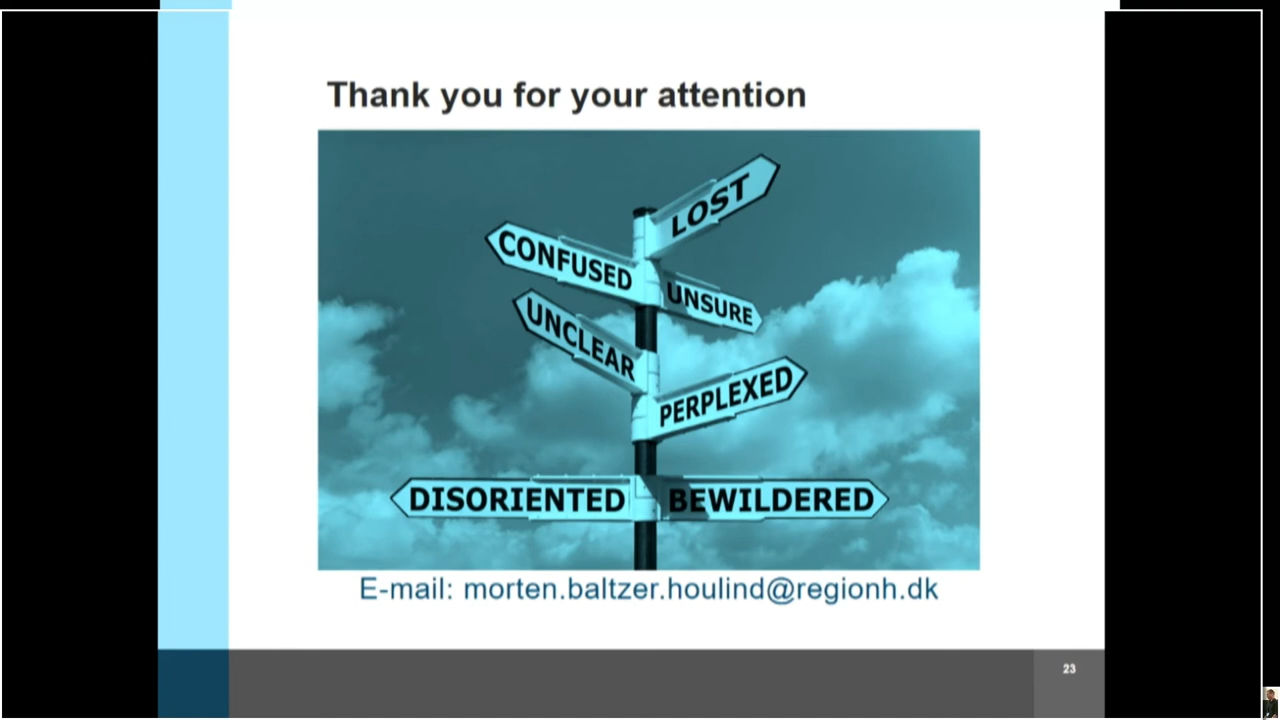 Thank you for your attention
LOST
CONFUSED
UNSURE
UNCLEAR
PERPLEXED
DISORIENTED
BEWILDERED
E-mail: morten.baltzer.houlind@regionh.dk
23